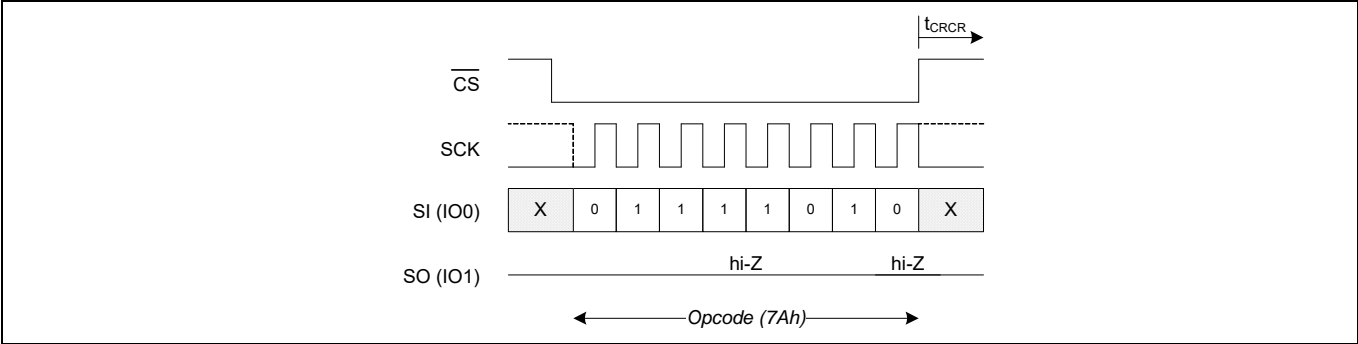 tCRCR
CS
SCK
SI (IO0) X 0 1 1 1 1 0 1 0 X
SO (IO1) hi-Z hi-Z
Opcode (7Ah)